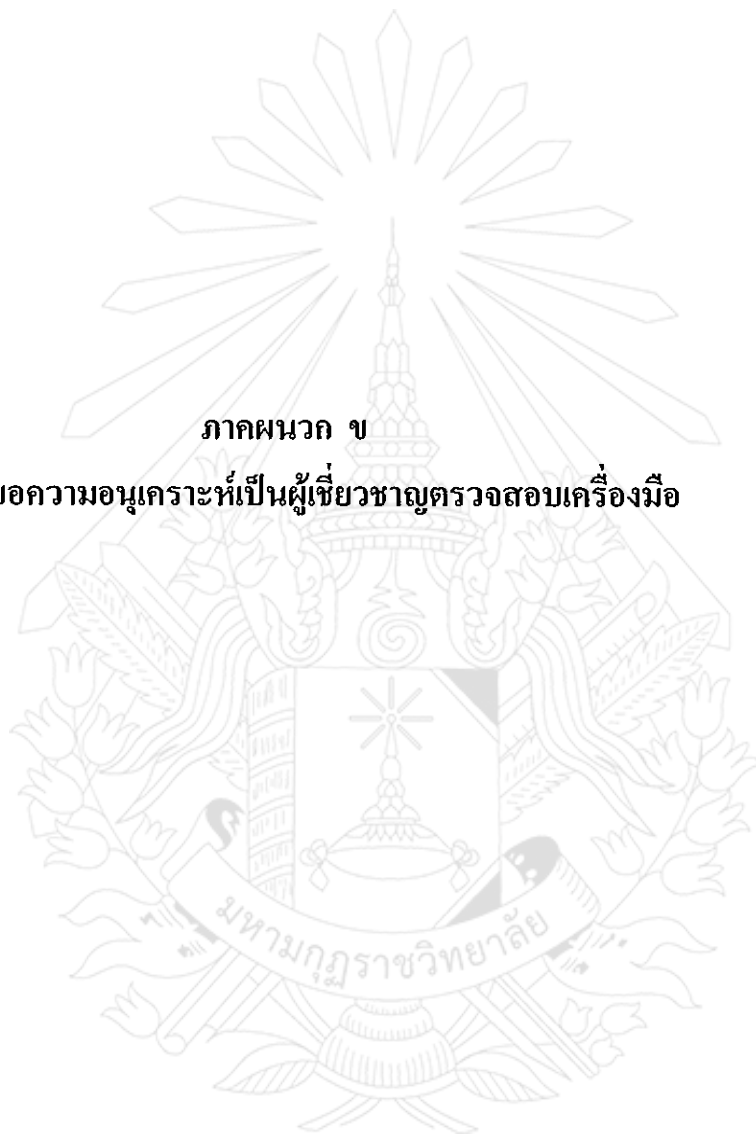 ภาคผนวก ข
ขอความอนุเคราะห์เป็นผู้เชี่ยวชาญตรวจสอบเครื่องมือ
มหามกุฏราชวิทยาลัย